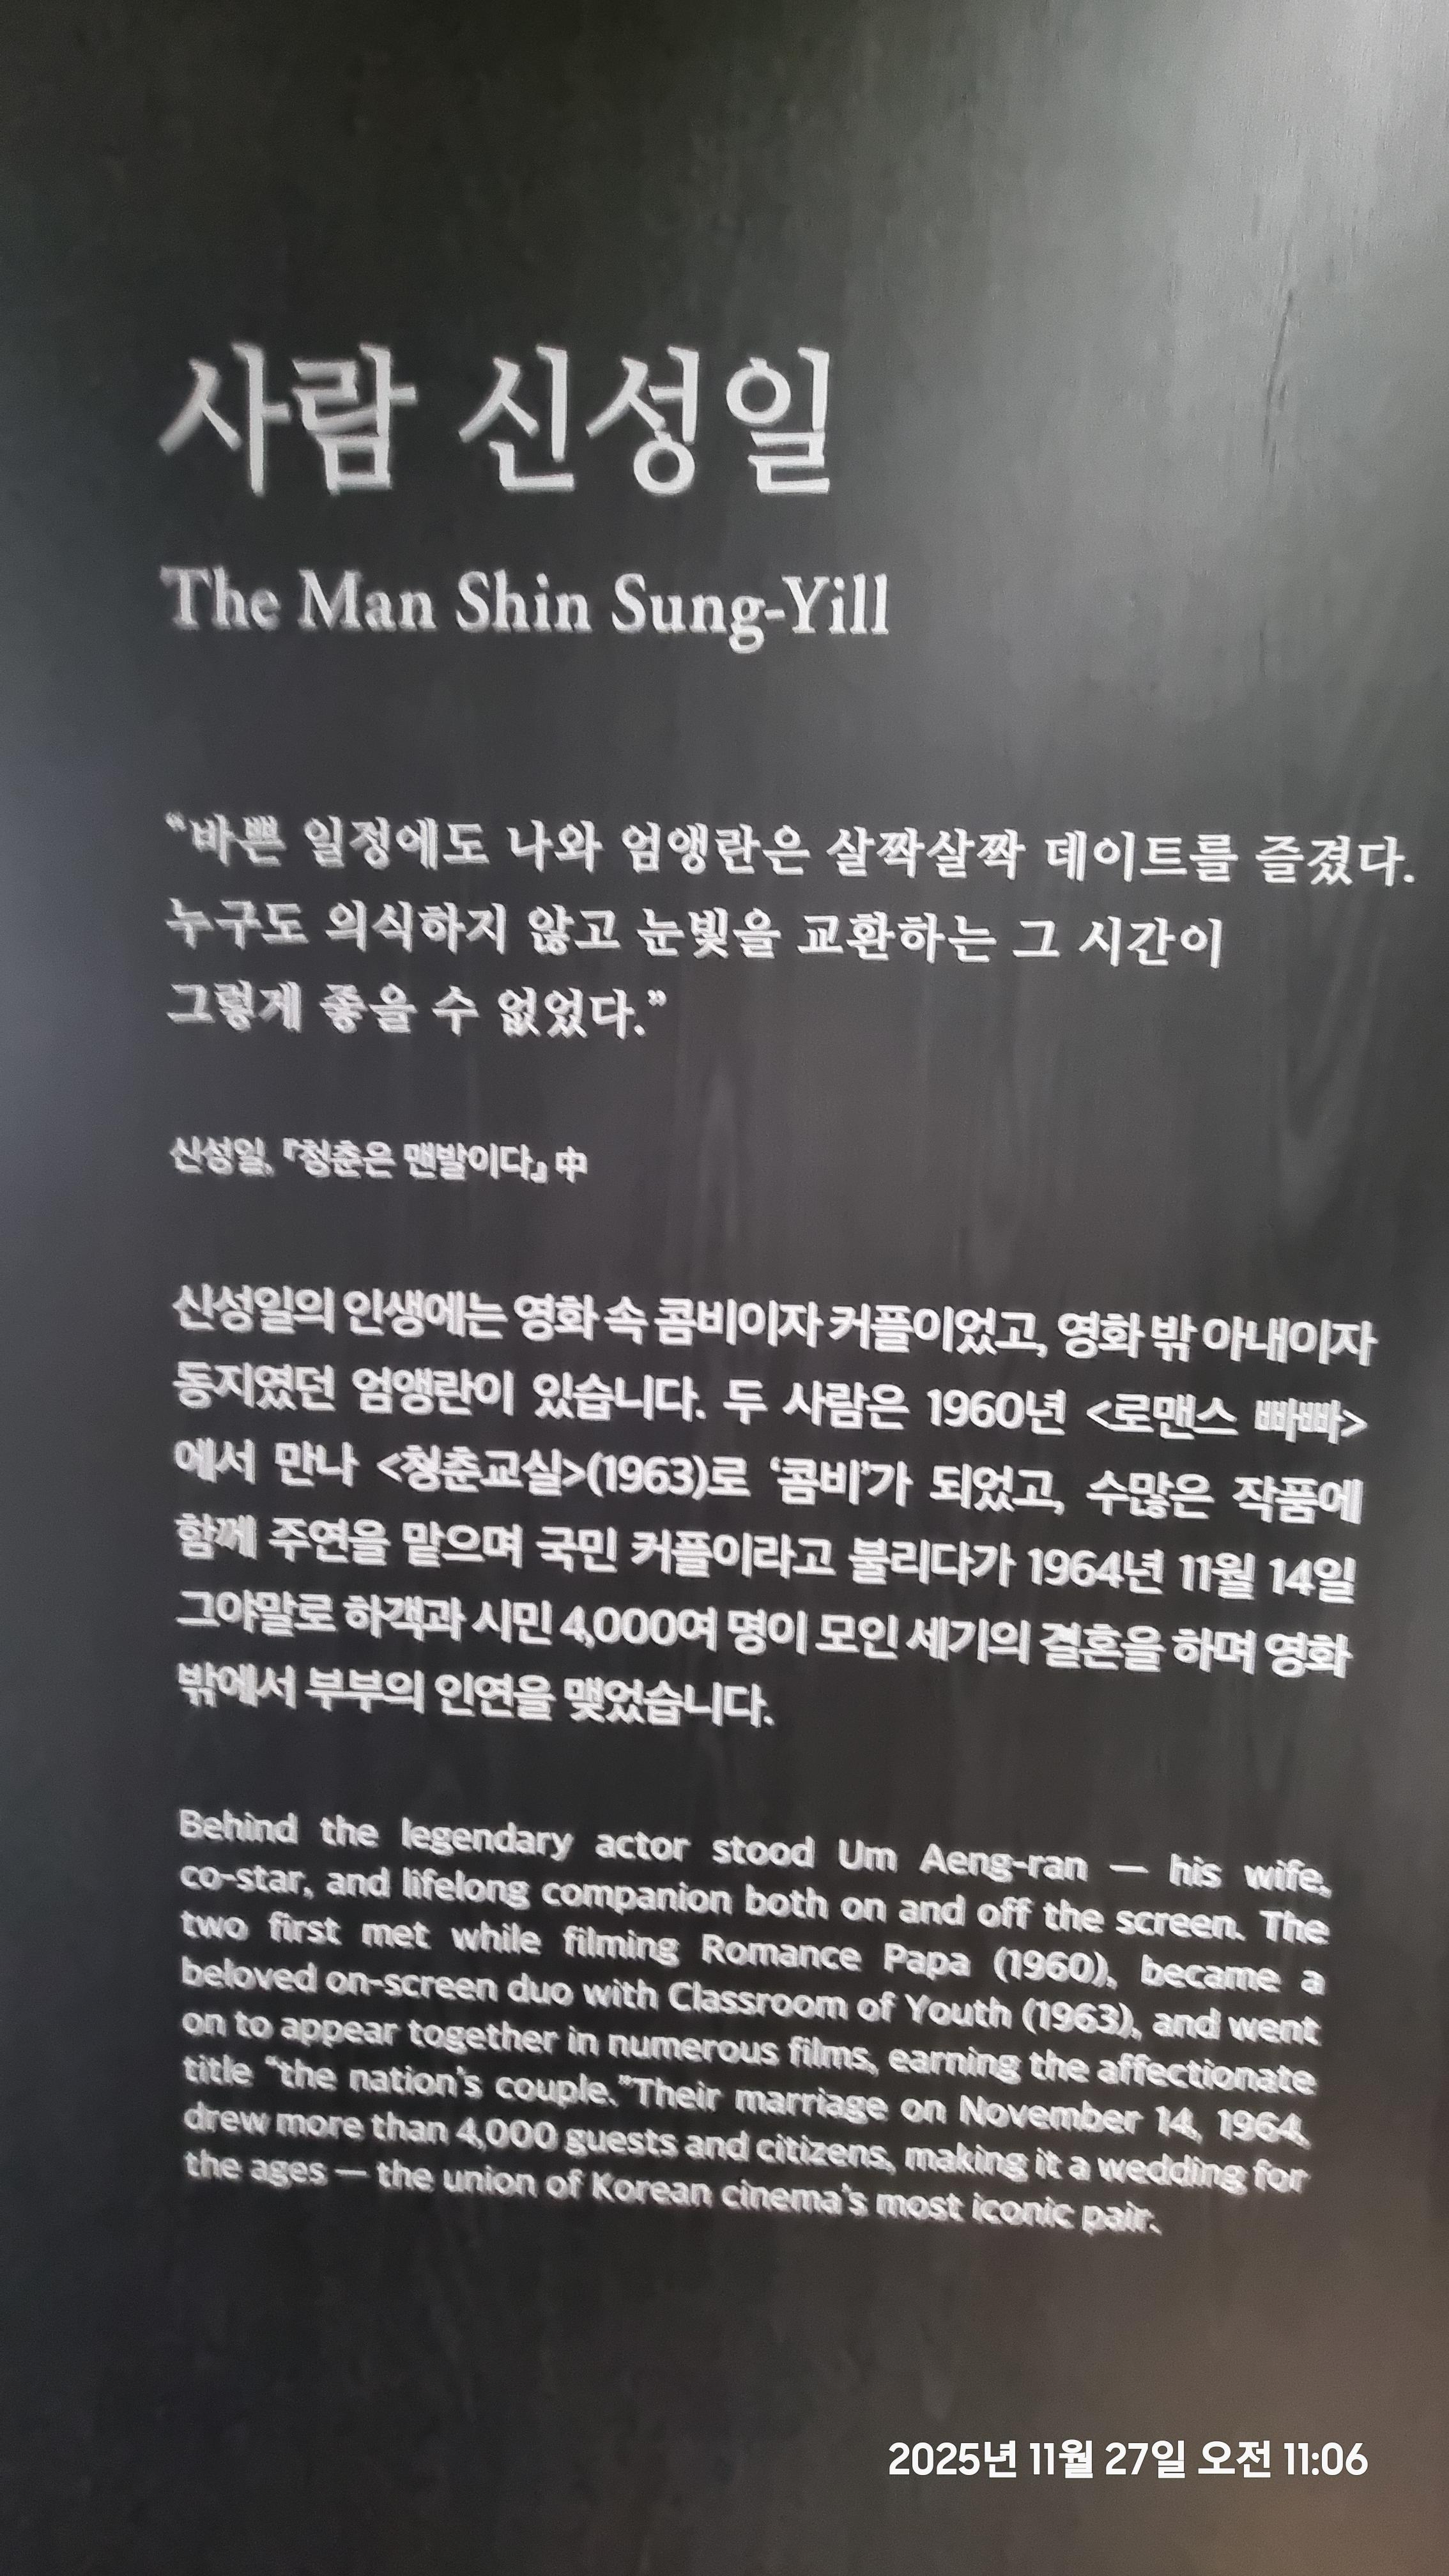 사람 신성일
The Man Shin Sung-Yill
“바쁜 일정에도 나와 엄앵란은 살짝살짝 데이트를 즐겼다.
누구도 의식하지 않고 눈빛을 교환하는 그 시간이
그렇게 좋을 수 없었다.”
신성일, 『청춘은 맨발이다』 中
신성일의 인생에는 영화 속 콤비이자 커플이었고, 영화 밖 아내이자
동지였던 엄앵란이 있습니다. 두 사람은 1960년 <로맨스 빠빠>
에서 만나 <청춘교실>(1963)로 ‘콤비’가 되었고, 수많은 작품에
함께 주연을 맡으며 국민 커플이라고 불리다가 1964년 11월 14일
그야말로 하객과 시민 4,000여 명이 모인 세기의 결혼을 하며 영화
밖에서 부부의 인연을 맺었습니다.
Behind the legendary actor stood Um Aeng-ran — his wife,
co-star, and lifelong companion both on and off the screen. The
two first met while filming Romance Papa (1960), became a
beloved on-screen duo with Classroom of Youth (1963), and went
on to appear together in numerous films, earning the affectionate
title “the nation’s couple.”Their marriage on November 14, 1964,
drew more than 4,000 guests and citizens, making it a wedding for
the ages — the union of Korean cinema’s most iconic pair.
2025년 11월 27일 오전 11:06